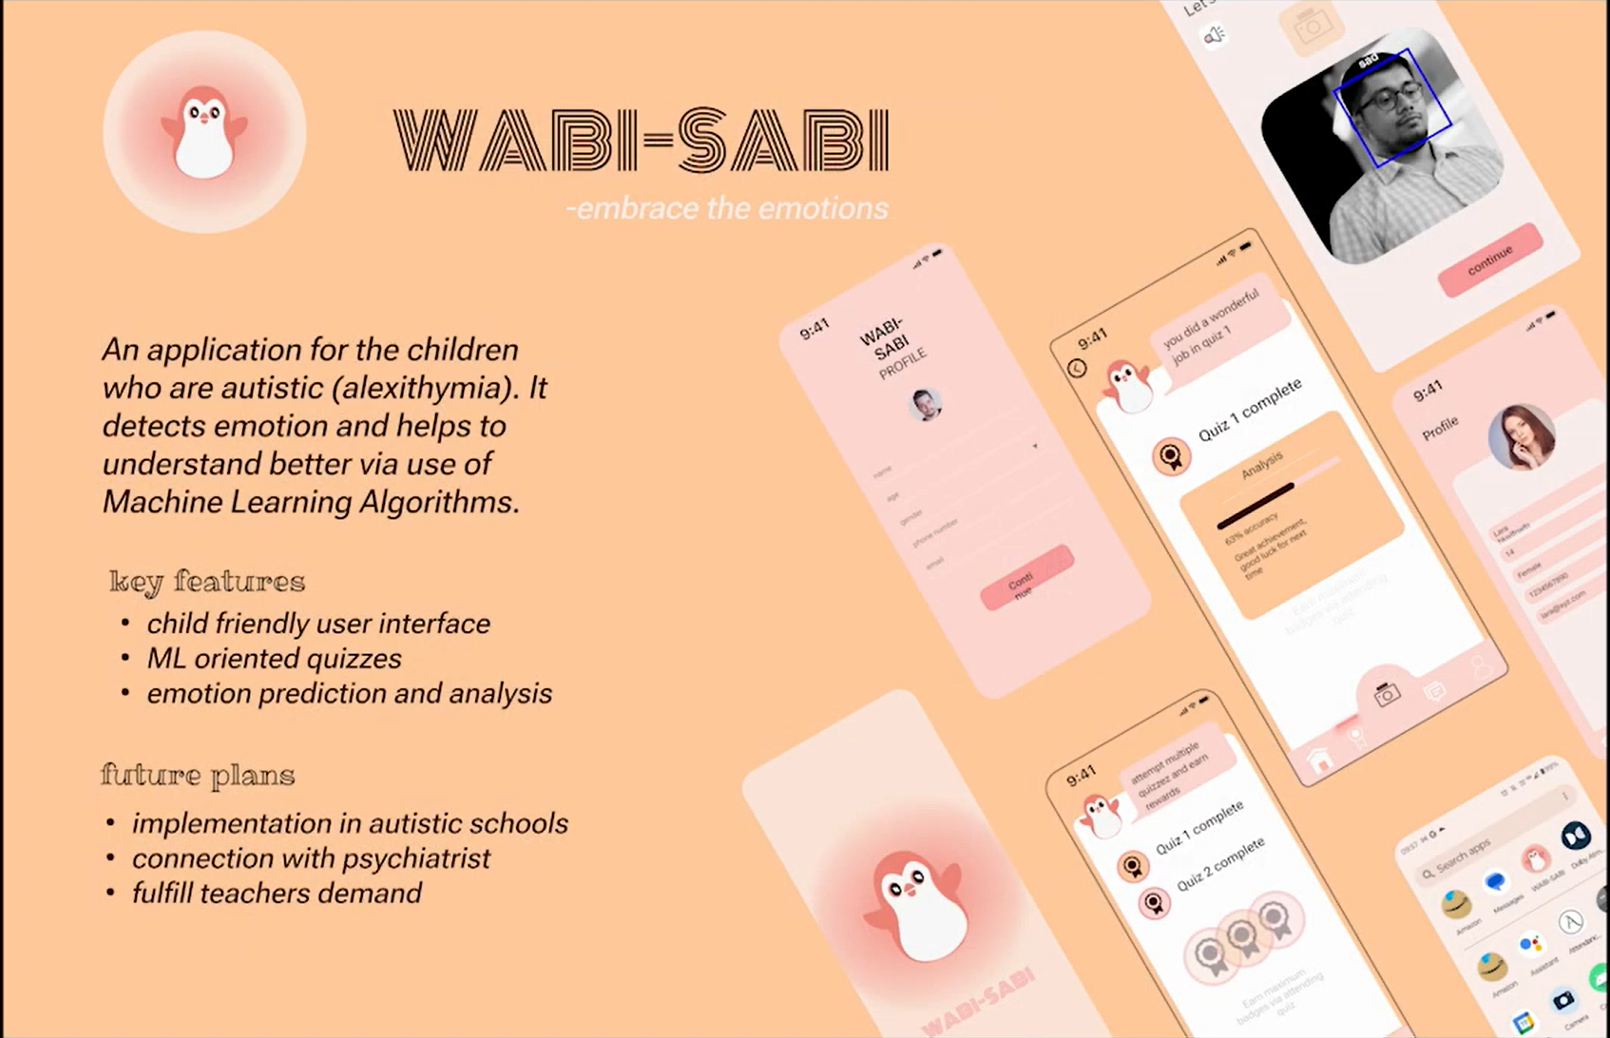 WABI-SABI
-embrace the emotions
An application for the children
who are autistic (alexithymia). It
detects emotion and helps to
understand better via use of
Machine Learning Algorithms.
key features
• child friendly user interface
• ML oriented quizzes
• emotion prediction and analysis
future plans
• implementation in autistic schools
• connection with psychiatrist
• fulfill teachers demand
Let's
sad
continue
9:41
WABI-
SABI
PROFILE
name
age
gender
phone number
email
Conti
nue
9:41
you did a wonderful
job in quiz 1
Quiz 1 complete
Analysis
63% accuracy
Great achievement,
good luck for next
time
Earn maximum
badges via attending
quiz
9:41
Profile
Lara
14
Female
1234567890
lara@xyz.com
WABI-SABI
9:41
attempt multiple
quizzez and earn
rewards
Quiz 1 complete
Quiz 2 complete
Earn maximum
badges via attending
quiz
Search apps
Amazon
Messages
WABI-SABI
Dolby Atm..
Amazon
Assistant
Attendanc..
Camera